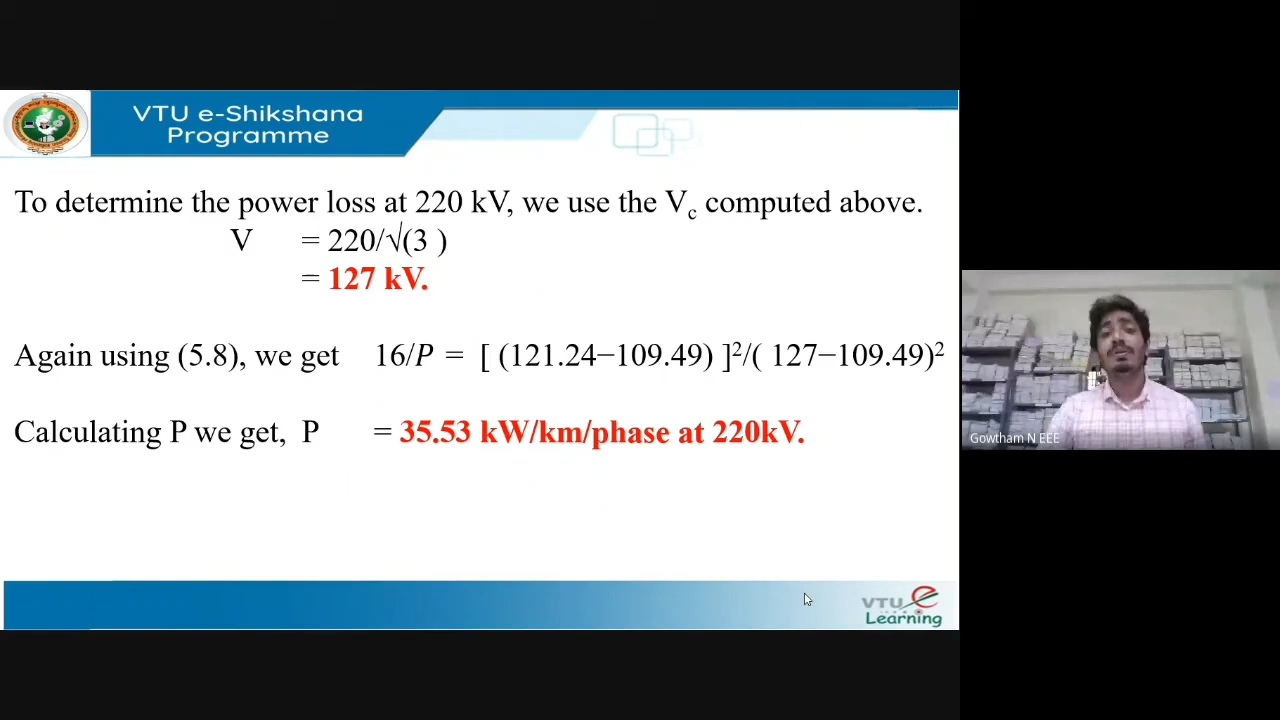 VTU e-Shikshana
Programme
To determine the power loss at 220 kV, we use the Vc computed above.
V = 220/√(3 )
= 127 kV.
Again using (5.8), we get 16/P = [ (121.24−109.49) ]²/( 127−109.49)²
Calculating P we get, P = 35.53 kW/km/phase at 220kV.
Gowtham N EEE
VTU e
Learning